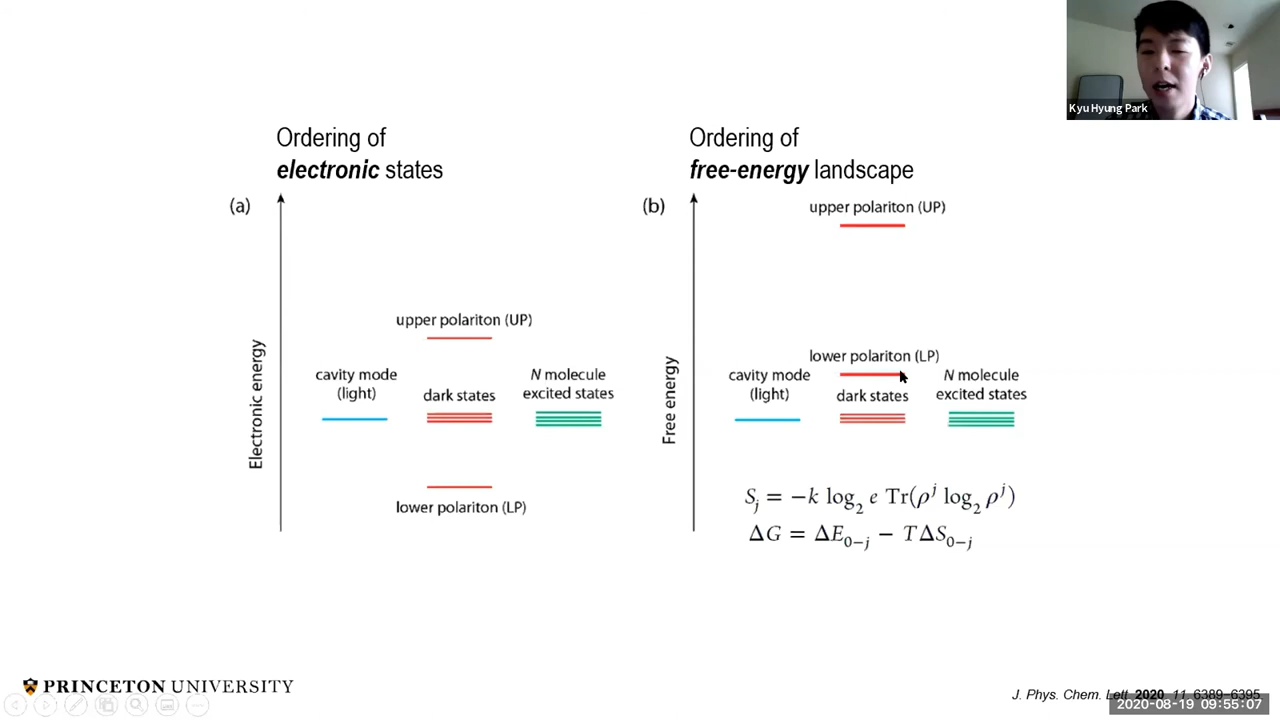 Kyu Hyung Park
Ordering of
electronic states
(a)
Electronic energy
upper polariton (UP)
cavity mode
(light)
dark states
N molecule
excited states
lower polariton (LP)
Ordering of
free-energy landscape
(b)
Free energy
upper polariton (UP)
lower polariton (LP)
cavity mode
(light)
dark states
N molecule
excited states
S_j = −k log₂ e Tr(ρ^j log₂ ρ^j)
ΔG = ΔE_{0−j} − TΔS_{0−j}
PRINCETON UNIVERSITY
J. Phys. Chem. Lett. 2020, 11, 6389–6395
2020-08-19 09:55:07